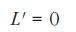 L′ = 0